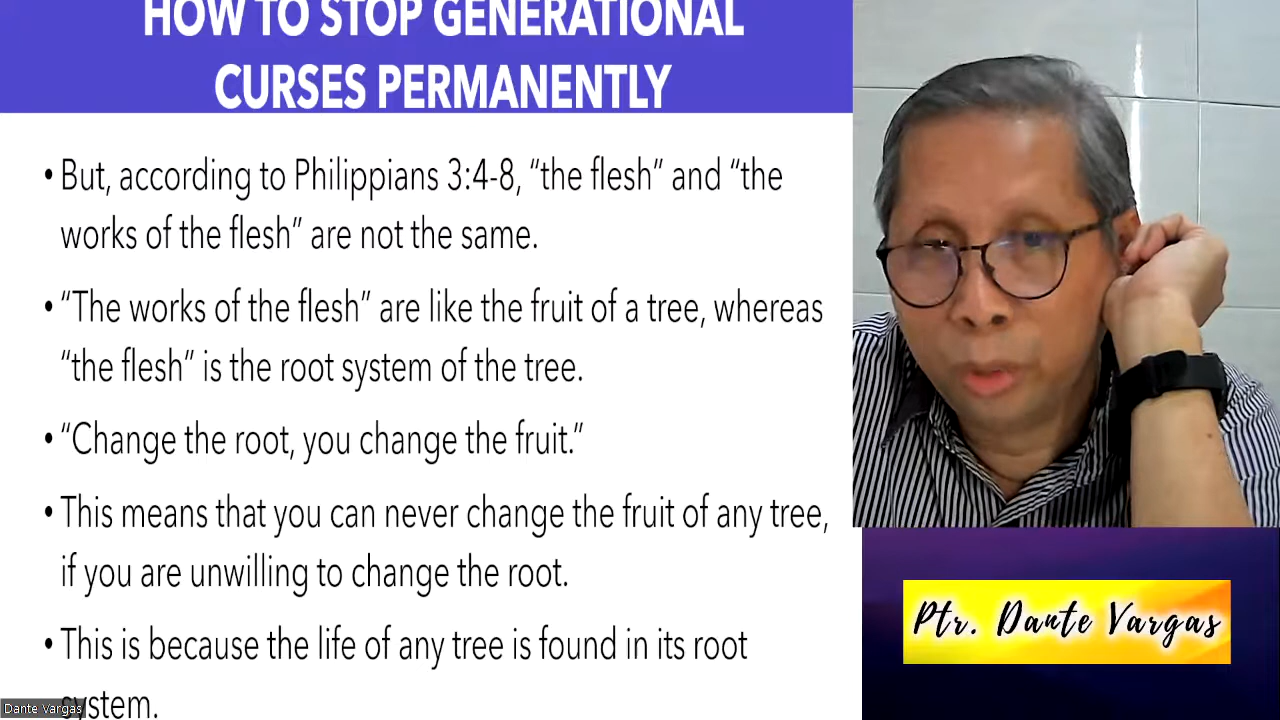 HOW TO STOP GENERATIONAL
CURSES PERMANENTLY
• But, according to Philippians 3:4-8, “the flesh” and “the
works of the flesh” are not the same.
• “The works of the flesh” are like the fruit of a tree, whereas
“the flesh” is the root system of the tree.
• “Change the root, you change the fruit.”
• This means that you can never change the fruit of any tree,
if you are unwilling to change the root.
• This is because the life of any tree is found in its root
system.
Dante Vargas
Ptr. Dante Vargas